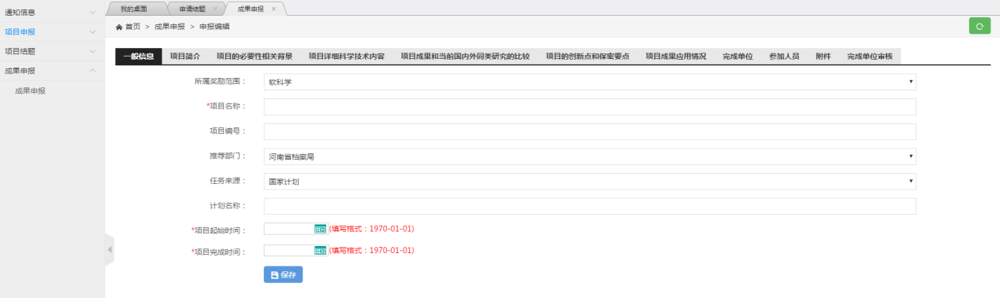 通知信息
项目申报
项目结题
成果申报
成果申报
我的桌面 申请结题 × 成果申报 ×
首页 > 成果申报 > 申报编辑
一般信息 项目简介 项目的必要性相关背景 项目详细科学技术内容 项目成果和当前国内外同类研究的比较 项目的创新点和保密要点 项目成果应用情况 完成单位 参加人员 附件 完成单位审核
所属奖励范围： 软科学
*项目名称：
项目编号：
推荐部门： 河南省档案局
任务来源： 国家计划
计划名称：
*项目起始时间： (填写格式：1970-01-01)
*项目完成时间： (填写格式：1970-01-01)
保存